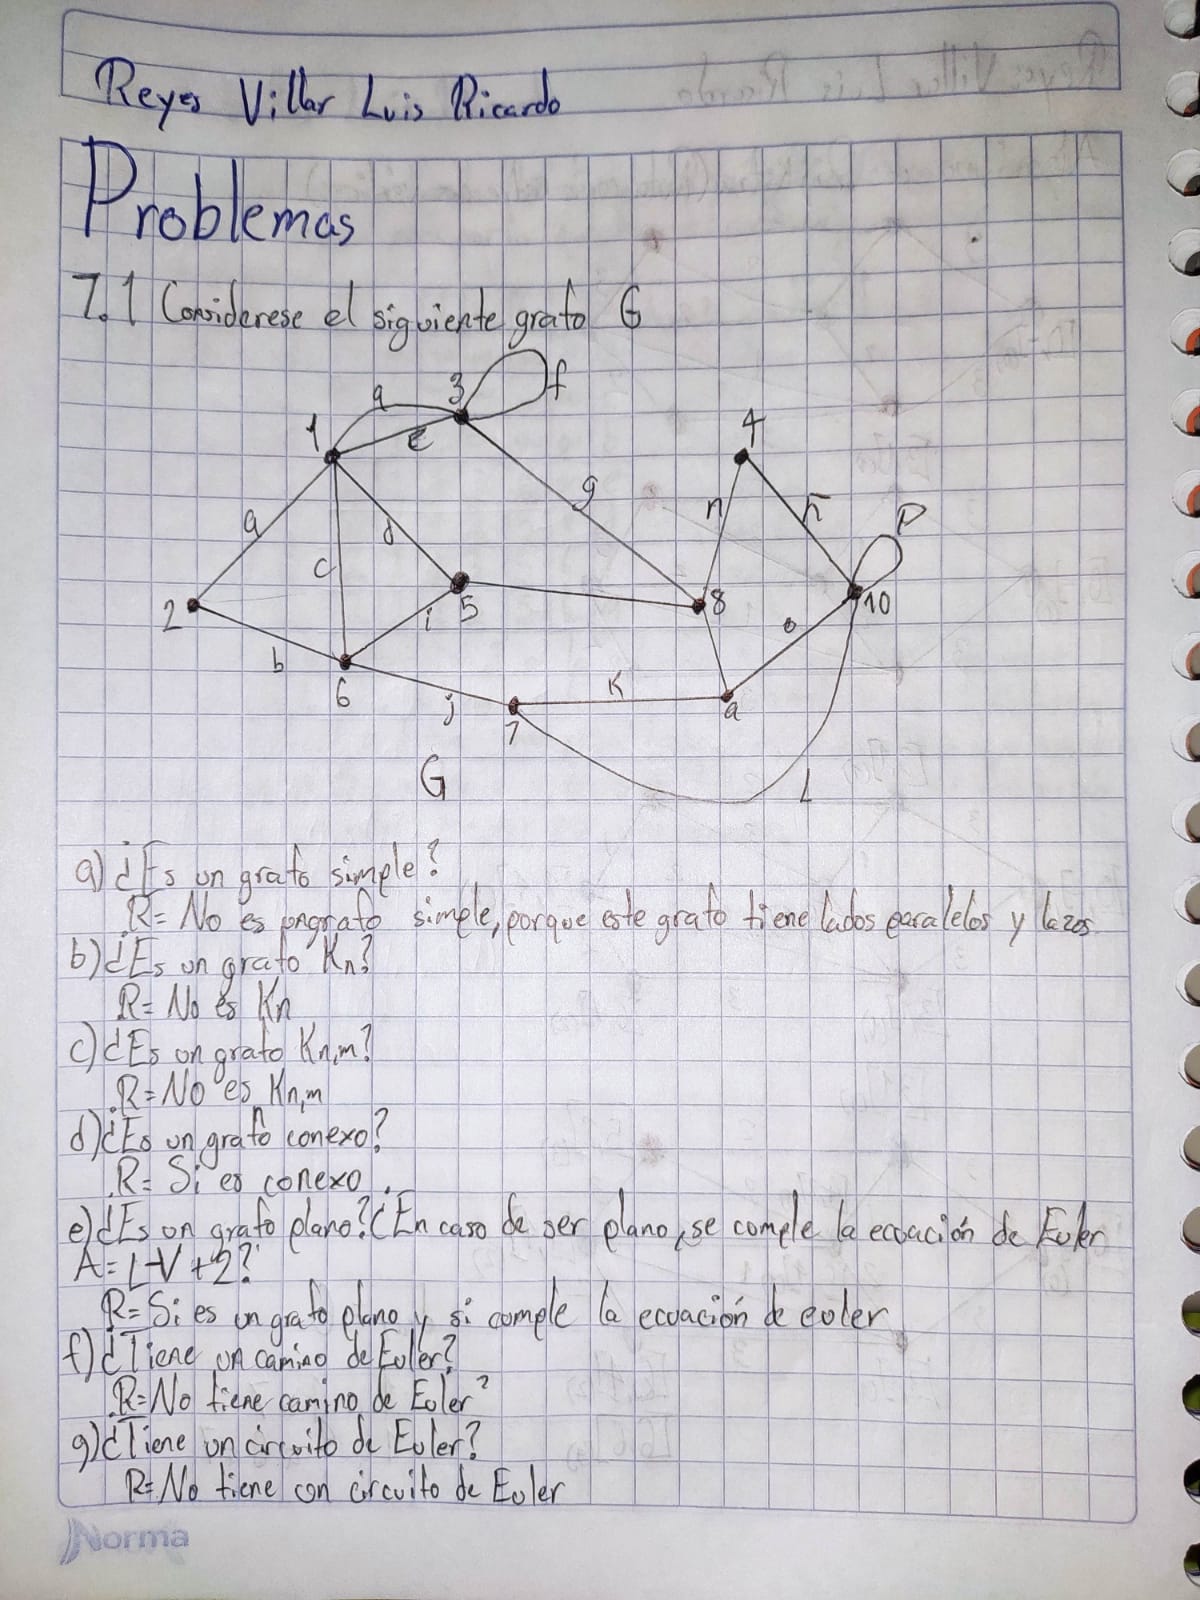 Reyes Villar Luis Ricardo
Problemas
7.1 Considerese el siguiente grafo G
a
3
f
1
e
4
g
n
ñ
P
a
d
c
2
i
5
8
10
b
6
j
7
K
o
a
L
G
a) ¿Es un grafo simple?
R= No es ungrafo simple, porque este grafo tiene lados paralelos y lazos.
b) ¿Es un grafo Kn?
R= No es Kn
c) ¿Es un grafo Kn,m?
R= No es Kn,m
d) ¿Es un grafo conexo?
R= Si es conexo.
e) ¿Es un grafo plano? ¿En caso de ser plano, se comple la ecuación de Euler
A= L-V+2?
R= Si es un grafo plano y si comple la ecuación de euler
f) ¿Tiene un camino de Euler?
R= No tiene camino de Euler?
g) ¿Tiene un circuito de Euler?
R= No tiene con circuito de Euler
Norma